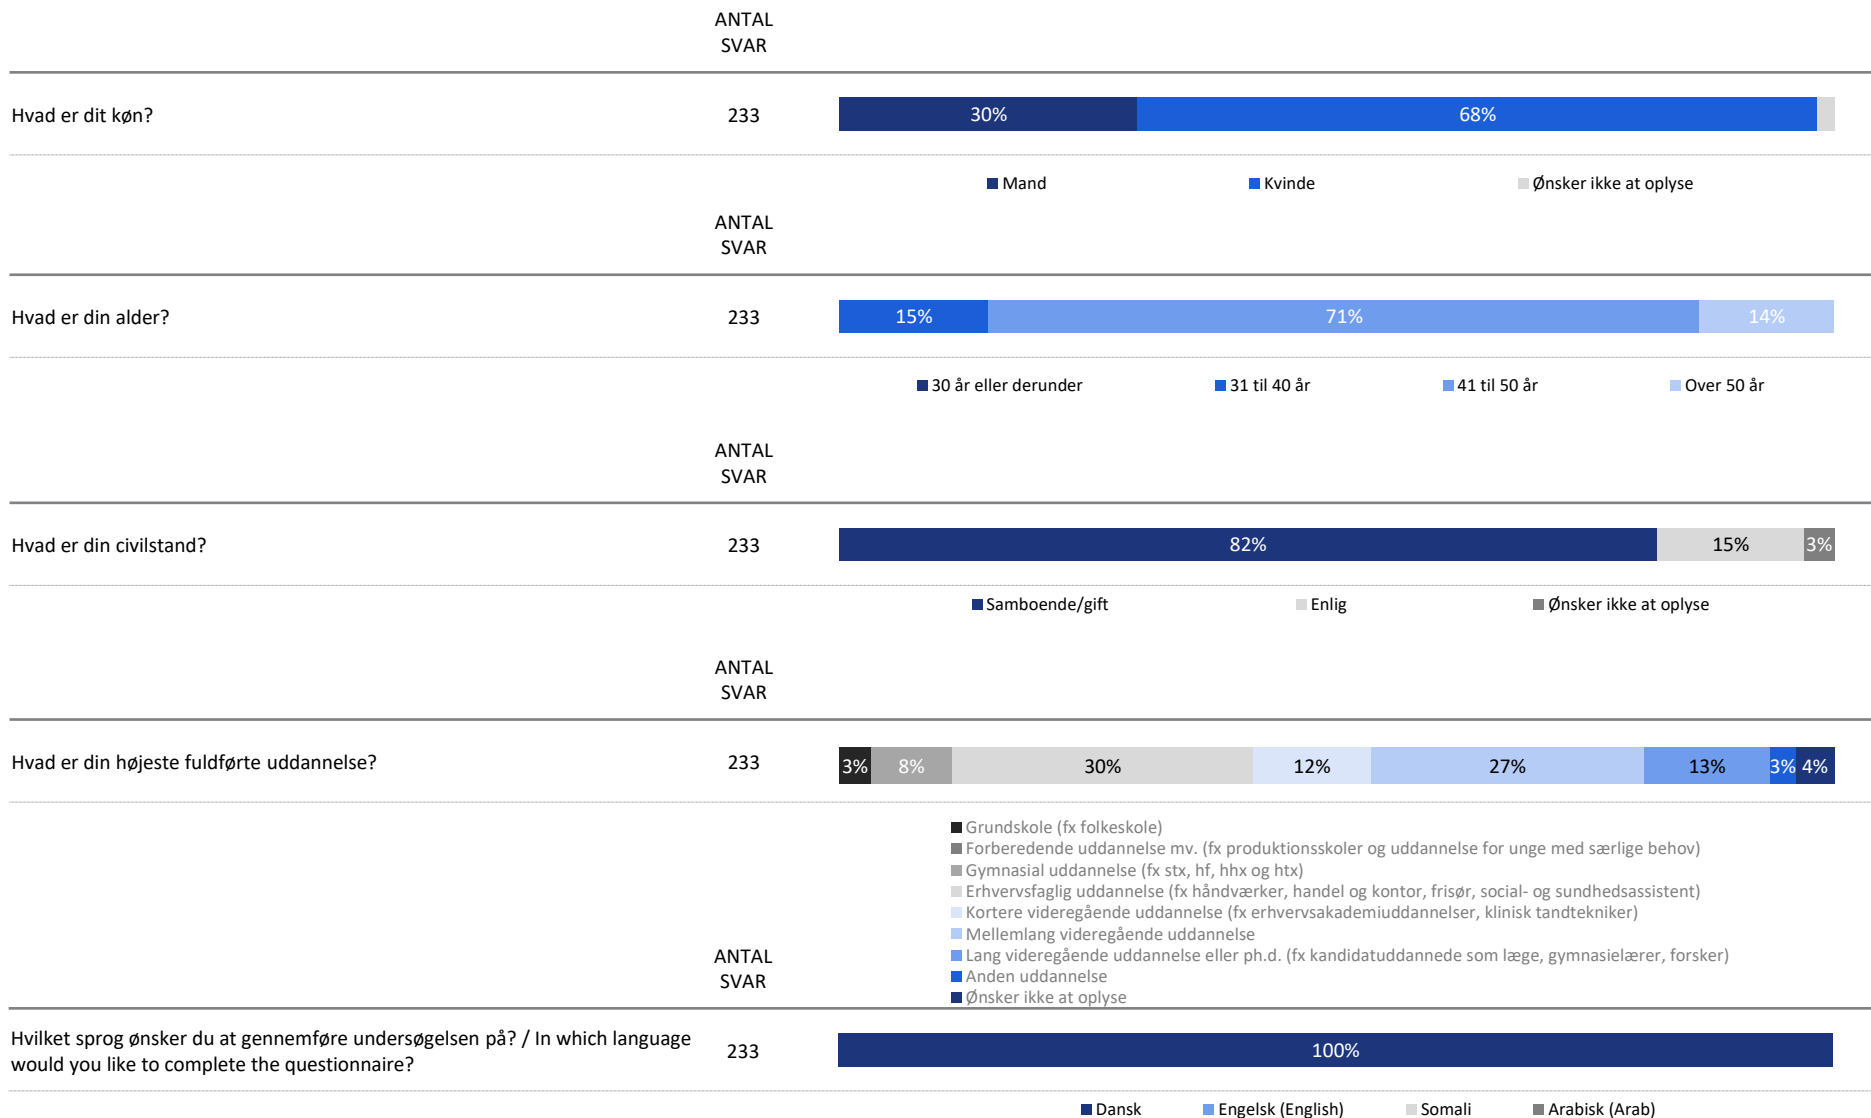 ANTAL
SVAR
Hvad er dit køn?
233
30%
68%
Mand
Kvinde
Ønsker ikke at oplyse
ANTAL
SVAR
Hvad er din alder?
233
15%
71%
14%
30 år eller derunder
31 til 40 år
41 til 50 år
Over 50 år
ANTAL
SVAR
Hvad er din civilstand?
233
82%
15%
3%
Samboende/gift
Enlig
Ønsker ikke at oplyse
ANTAL
SVAR
Hvad er din højeste fuldførte uddannelse?
233
3%
8%
30%
12%
27%
13%
3%
4%
Grundskole (fx folkeskole)
Forberedende uddannelse mv. (fx produktionsskoler og uddannelse for unge med særlige behov)
Gymnasial uddannelse (fx stx, hf, hhx og htx)
Erhvervsfaglig uddannelse (fx håndværker, handel og kontor, frisør, social- og sundhedsassistent)
Kortere videregående uddannelse (fx erhvervsakademiuddannelser, klinisk tandtekniker)
Mellemlang videregående uddannelse
Lang videregående uddannelse eller ph.d. (fx kandidatuddannede som læge, gymnasielærer, forsker)
Anden uddannelse
Ønsker ikke at oplyse
ANTAL
SVAR
Hvilket sprog ønsker du at gennemføre undersøgelsen på? / In which language
would you like to complete the questionnaire?
233
100%
Dansk
Engelsk (English)
Somali
Arabisk (Arab)